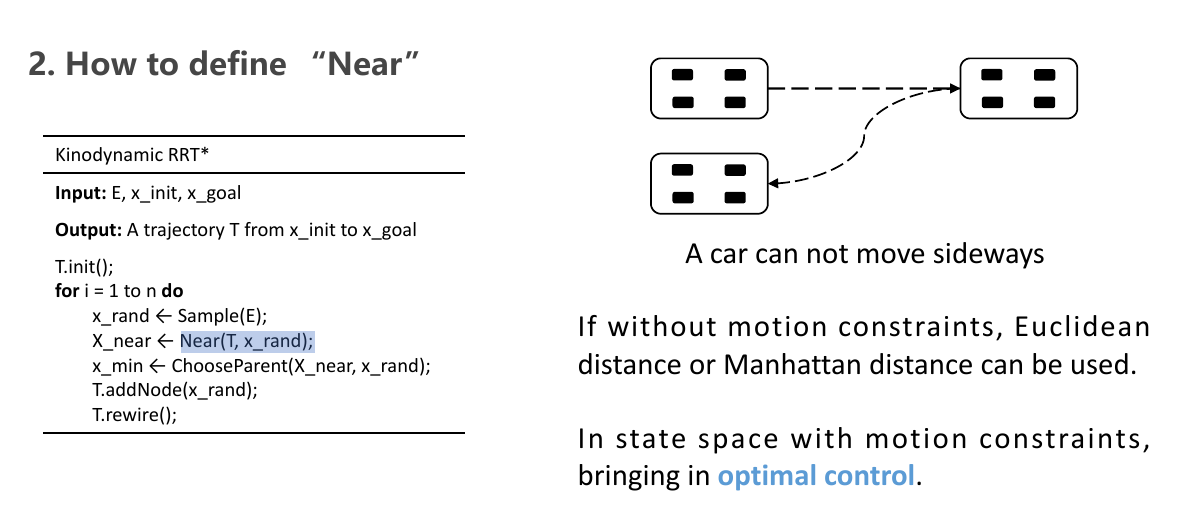 2. How to define “Near”
Kinodynamic RRT*
Input: E, x_init, x_goal
Output: A trajectory T from x_init to x_goal
T.init();
for i = 1 to n do
x_rand ← Sample(E);
X_near ← Near(T, x_rand);
x_min ← ChooseParent(X_near, x_rand);
T.addNode(x_rand);
T.rewire();
A car can not move sideways
If without motion constraints, Euclidean
distance or Manhattan distance can be used.
In state space with motion constraints,
bringing in optimal control.